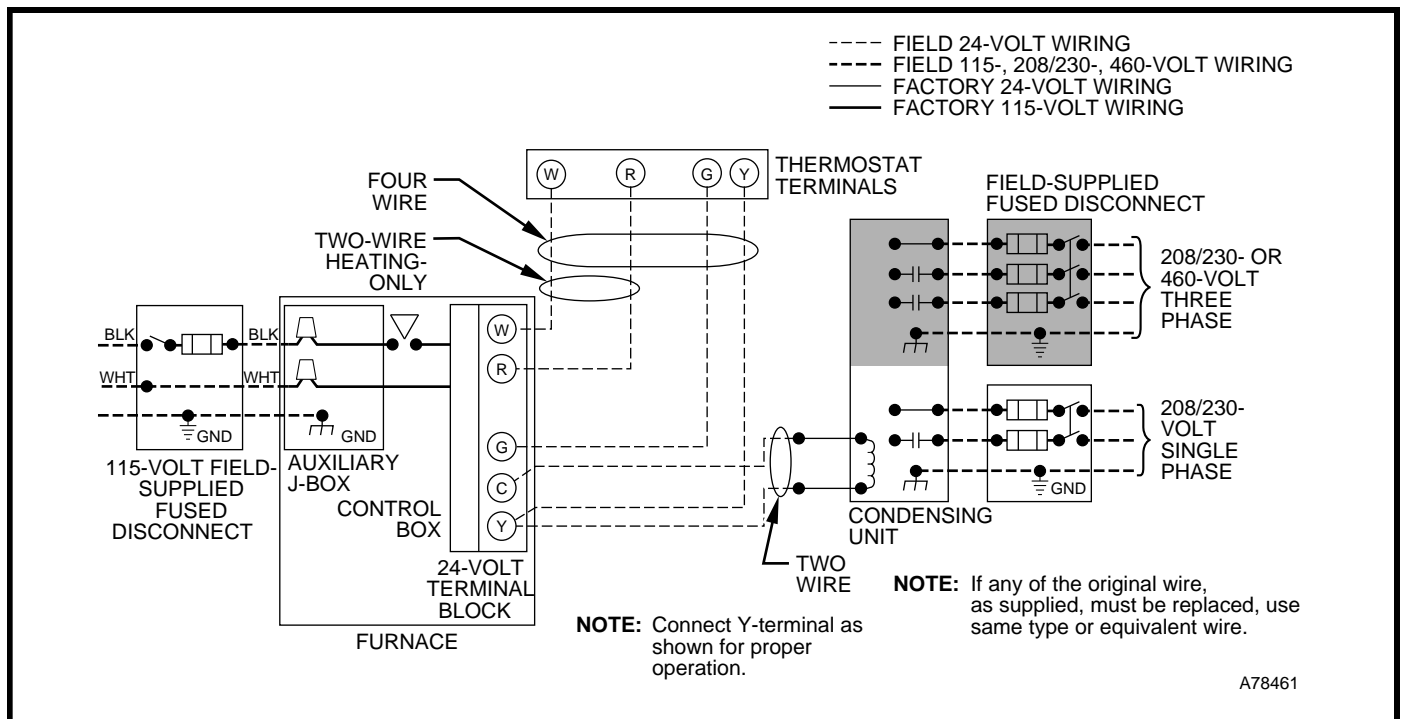 FIELD 24-VOLT WIRING
FIELD 115-, 208/230-, 460-VOLT WIRING
FACTORY 24-VOLT WIRING
FACTORY 115-VOLT WIRING
W
R
G
Y
THERMOSTAT
TERMINALS
FOUR
WIRE
TWO-WIRE
HEATING-
ONLY
FIELD-SUPPLIED
FUSED DISCONNECT
208/230- OR
460-VOLT
THREE
PHASE
BLK
BLK
WHT
WHT
GND
GND
W
R
G
C
Y
115-VOLT FIELD-
SUPPLIED
FUSED
DISCONNECT
AUXILIARY
J-BOX
CONTROL
BOX
24-VOLT
TERMINAL
BLOCK
FURNACE
208/230-
VOLT
SINGLE
PHASE
GND
CONDENSING
UNIT
TWO
WIRE
NOTE: Connect Y-terminal as
shown for proper
operation.
NOTE: If any of the original wire,
as supplied, must be replaced, use
same type or equivalent wire.
A78461